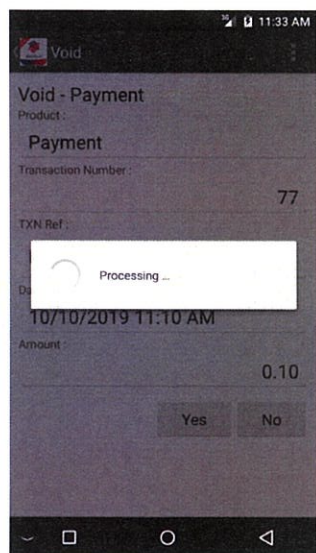 11:33 AM
Void
Void - Payment
Product :
Payment
Transaction Number :
77
TXN Ref :
Processing ...
10/10/2019 11:10 AM
Amount :
0.10
Yes No